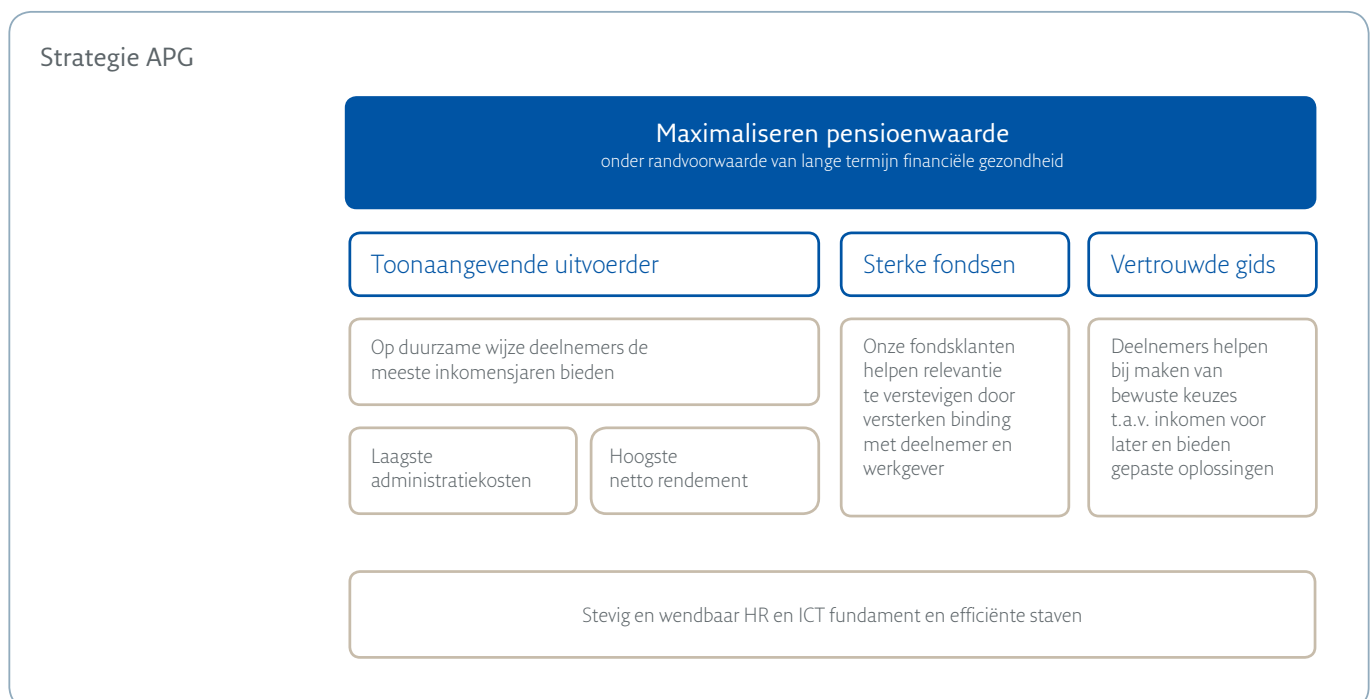 Strategie APG
Maximaliseren pensioenwaarde
onder randvoorwaarde van lange termijn financiële gezondheid
Toonaangevende uitvoerder
Sterke fondsen
Vertrouwde gids
Op duurzame wijze deelnemers de
meeste inkomensjaren bieden
Laagste
administratiekosten
Hoogste
netto rendement
Onze fondsklanten
helpen relevantie
te verstevigen door
versterken binding
met deelnemer en
werkgever
Deelnemers helpen
bij maken van
bewuste keuzes
t.a.v. inkomen voor
later en bieden
gepaste oplossingen
Stevig en wendbaar HR en ICT fundament en efficiënte staven